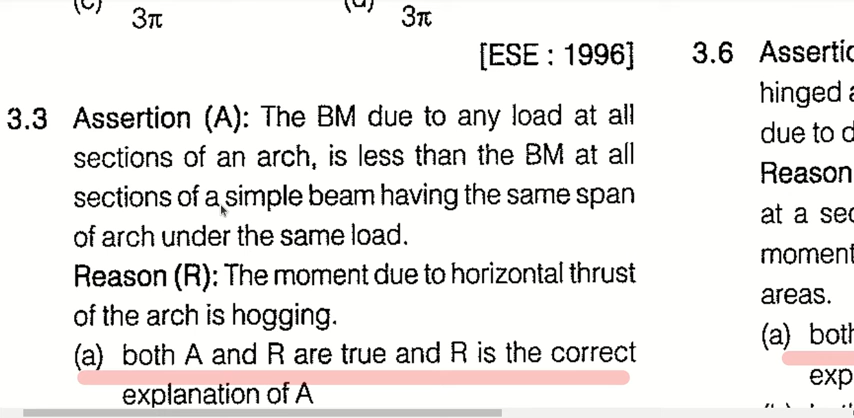 (c) 3π
3π
[ESE : 1996]
3.3 Assertion (A): The BM due to any load at all
sections of an arch, is less than the BM at all
sections of a simple beam having the same span
of arch under the same load.
Reason (R): The moment due to horizontal thrust
of the arch is hogging.
(a) both A and R are true and R is the correct
explanation of A
3.6 Assertic
hinged a
due to d
Reason
at a sec
moment
areas.
(a) both
exp